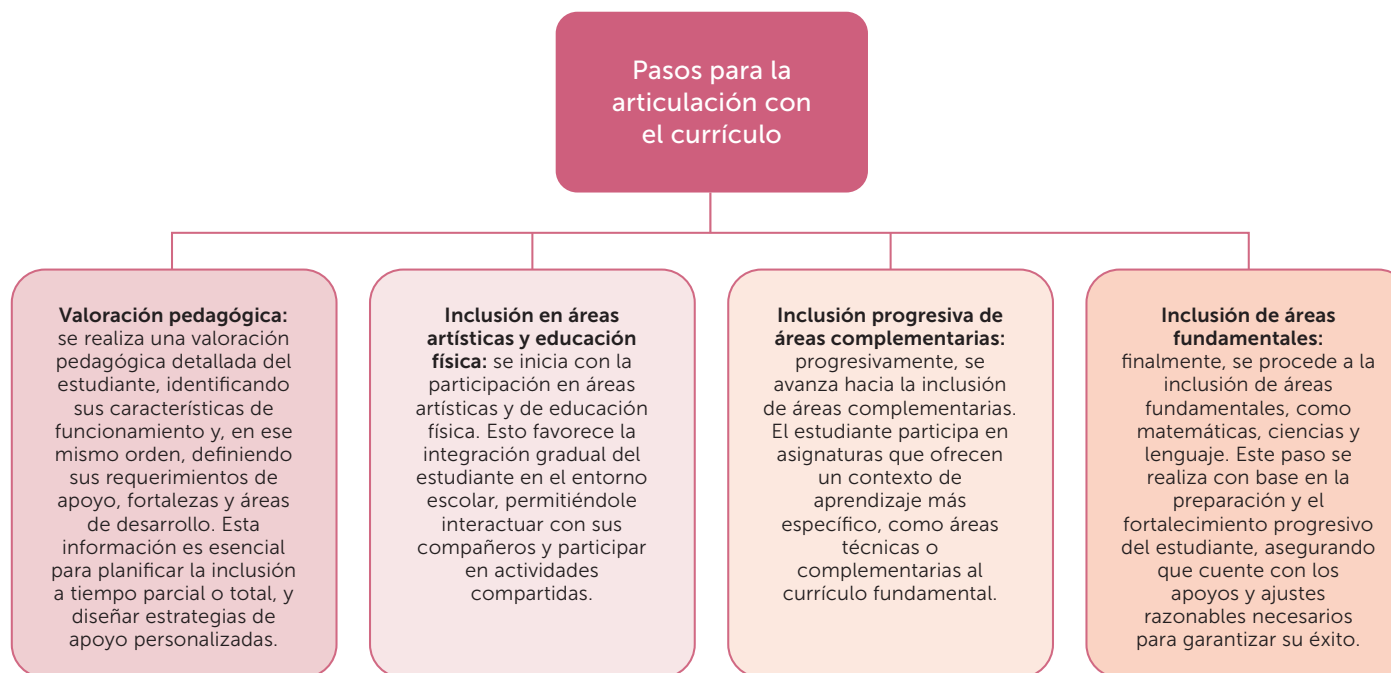 Pasos para la
articulación con
el currículo
Valoración pedagógica:
se realiza una valoración
pedagógica detallada del
estudiante, identificando
sus características de
funcionamiento y, en ese
mismo orden, definiendo
sus requerimientos de
apoyo, fortalezas y áreas
de desarrollo. Esta
información es esencial
para planificar la inclusión
a tiempo parcial o total, y
diseñar estrategias de
apoyo personalizadas.
Inclusión en áreas
artísticas y educación
física: se inicia con la
participación en áreas
artísticas y de educación
física. Esto favorece la
integración gradual del
estudiante en el entorno
escolar, permitiéndole
interactuar con sus
compañeros y participar
en actividades
compartidas.
Inclusión progresiva de
áreas complementarias:
progresivamente, se
avanza hacia la inclusión
de áreas complementarias.
El estudiante participa en
asignaturas que ofrecen
un contexto de
aprendizaje más
específico, como áreas
técnicas o
complementarias al
currículo fundamental.
Inclusión de áreas
fundamentales:
finalmente, se procede a la
inclusión de áreas
fundamentales, como
matemáticas, ciencias y
lenguaje. Este paso se
realiza con base en la
preparación y el
fortalecimiento progresivo
del estudiante, asegurando
que cuente con los
apoyos y ajustes
razonables necesarios
para garantizar su éxito.